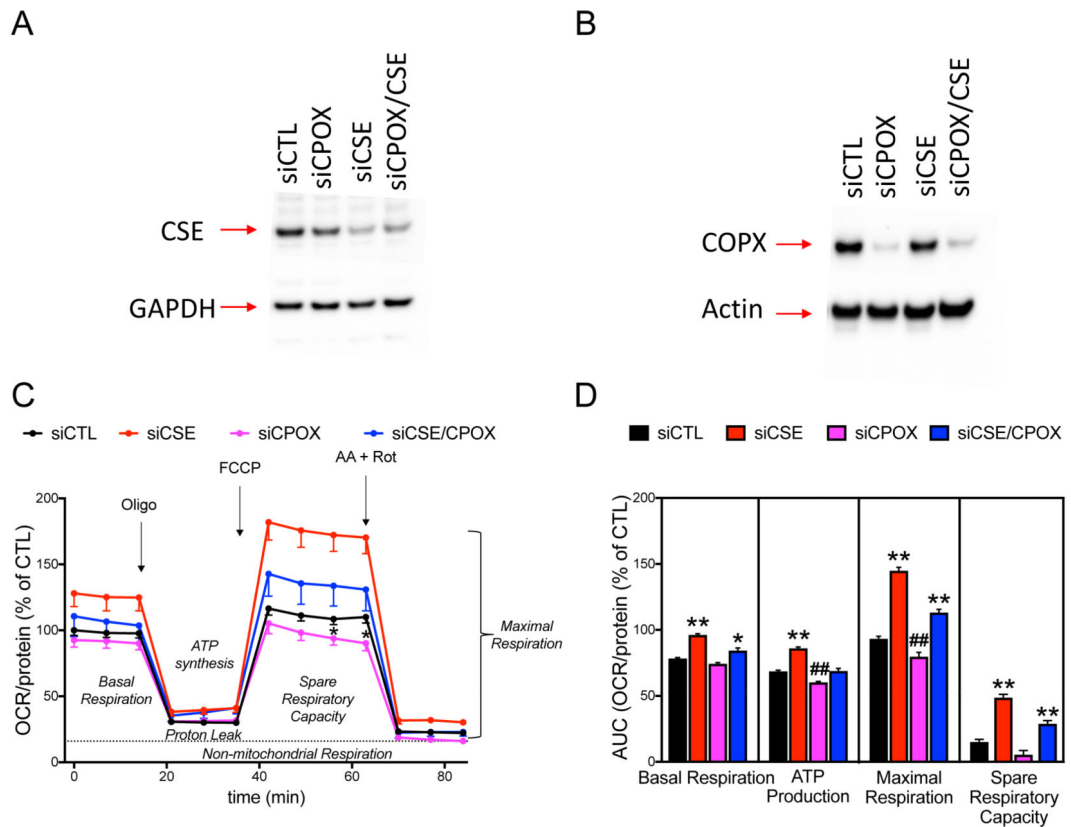 A
siCTL
siCPOX
siCSE
siCPOX/CSE
CSE
GAPDH
B
siCTL
siCPOX
siCSE
siCPOX/CSE
COPX
Actin
C
siCTL siCSE siCPOX siCSE/CPOX
Oligo
FCCP
AA + Rot
OCR/protein (% of CTL)
200
150
100
50
0
0 20 40 60 80
time (min)
Basal
Respiration
ATP
synthesis
Proton Leak
Spare
Respiratory
Capacity
* *
Non-mitochondrial Respiration
Maximal
Respiration
D
siCTL siCSE siCPOX siCSE/CPOX
AUC (OCR/protein (% of CTL)
200
150
100
50
0
** *
** ##
** ## **
** **
Basal Respiration
ATP
Production
Maximal
Respiration
Spare
Respiratory
Capacity